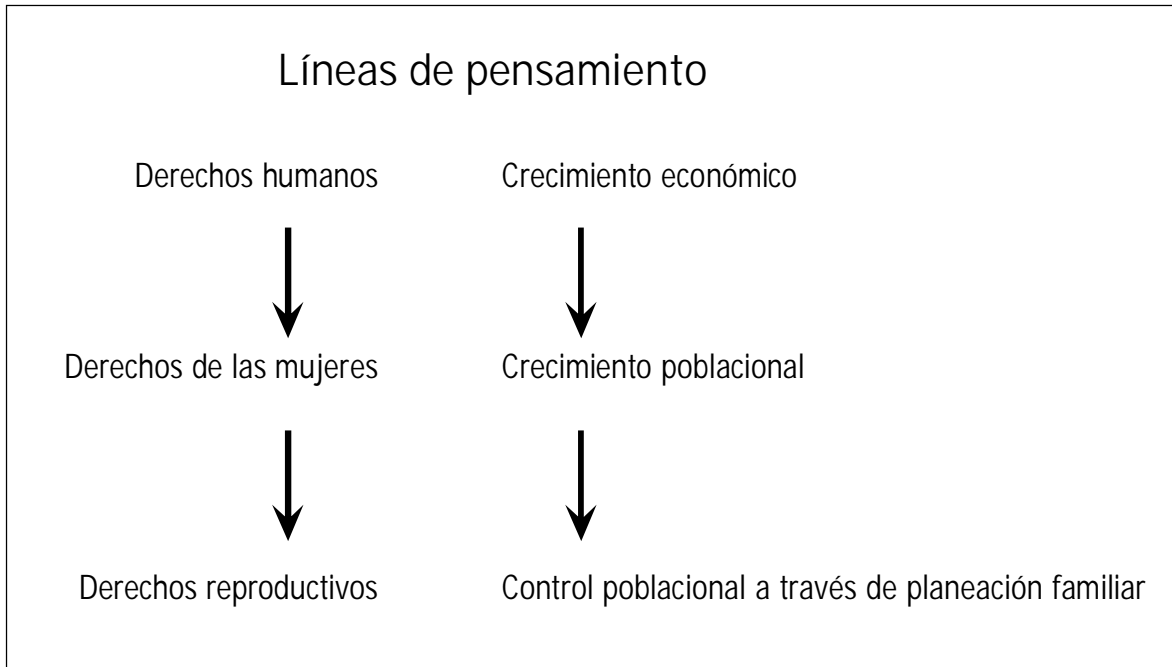 Líneas de pensamiento
Derechos humanos
Crecimiento económico
Derechos de las mujeres
Crecimiento poblacional
Derechos reproductivos
Control poblacional a través de planeación familiar